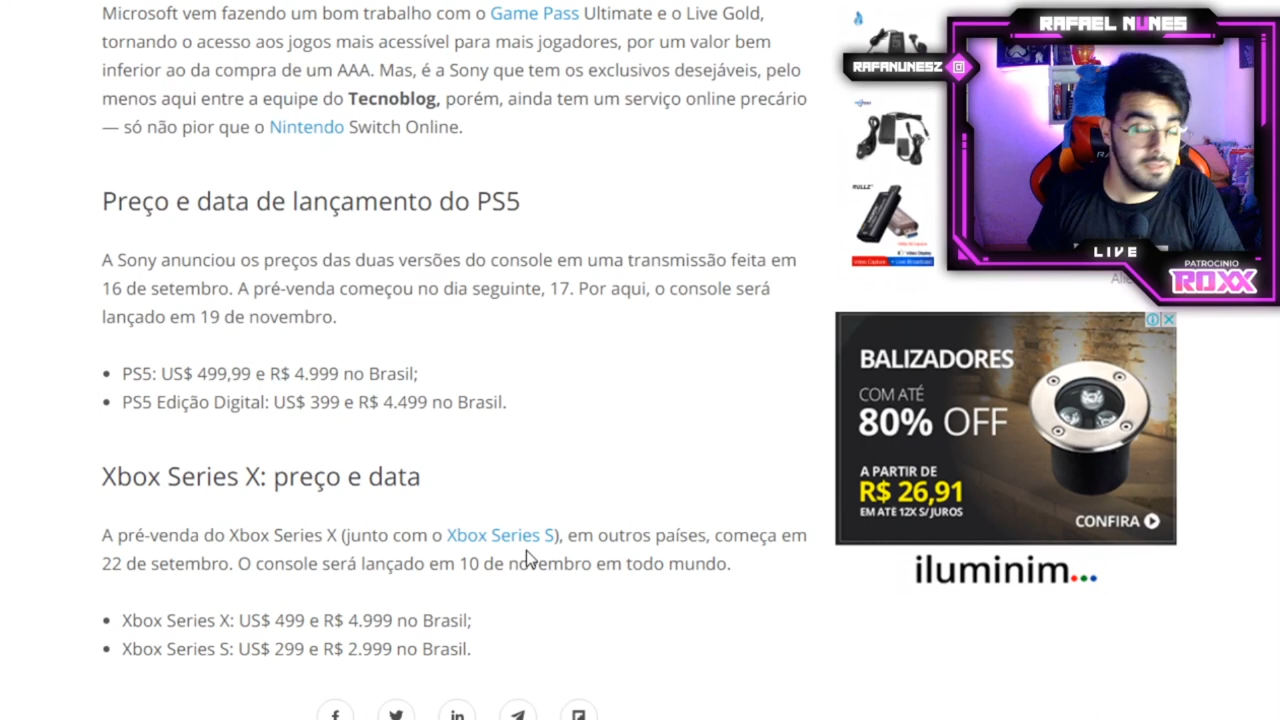 Microsoft vem fazendo um bom trabalho com o Game Pass Ultimate e o Live Gold,
tornando o acesso aos jogos mais acessível para mais jogadores, por um valor bem
inferior ao da compra de um AAA. Mas, é a Sony que tem os exclusivos desejáveis, pelo
menos aqui entre a equipe do Tecnoblog, porém, ainda tem um serviço online precário
— só não pior que o Nintendo Switch Online.
Preço e data de lançamento do PS5
A Sony anunciou os preços das duas versões do console em uma transmissão feita em
16 de setembro. A pré-venda começou no dia seguinte, 17. Por aqui, o console será
lançado em 19 de novembro.
• PS5: US$ 499,99 e R$ 4.999 no Brasil;
• PS5 Edição Digital: US$ 399 e R$ 4.499 no Brasil.
Xbox Series X: preço e data
A pré-venda do Xbox Series X (junto com o Xbox Series S), em outros países, começa em
22 de setembro. O console será lançado em 10 de novembro em todo mundo.
• Xbox Series X: US$ 499 e R$ 4.999 no Brasil;
• Xbox Series S: US$ 299 e R$ 2.999 no Brasil.
RAFAEL NUNES
RAFANUNESZ
LIVE
PATROCINIO
ROXX
RULLZ
Video Capture
Live Broadcast
BALIZADORES
COM ATÉ
80% OFF
A PARTIR DE
R$ 26,91
EM ATÉ 12X S/ JUROS
CONFIRA
iluminim...